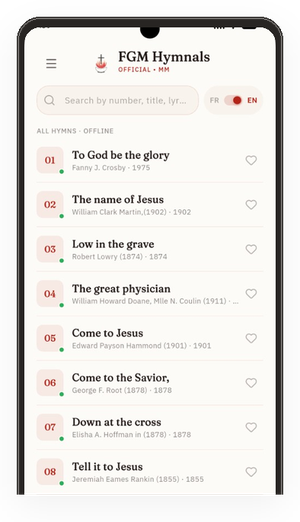 FGM Hymnals
OFFICIAL • MM
Search by number, title, lyr...
FR EN
ALL HYMNS · OFFLINE
01
To God be the glory
Fanny J. Crosby · 1975
02
The name of Jesus
William Clark Martin,(1902) · 1902
03
Low in the grave
Robert Lowry (1874) · 1874
04
The great physician
William Howard Doane, Mlle N. Coulin (1911) · ...
05
Come to Jesus
Edward Payson Hammond (1901) · 1901
06
Come to the Savior,
George F. Root (1878) · 1878
07
Down at the cross
Elisha A. Hoffman in (1878) · 1878
08
Tell it to Jesus
Jeremiah Eames Rankin (1855) · 1855